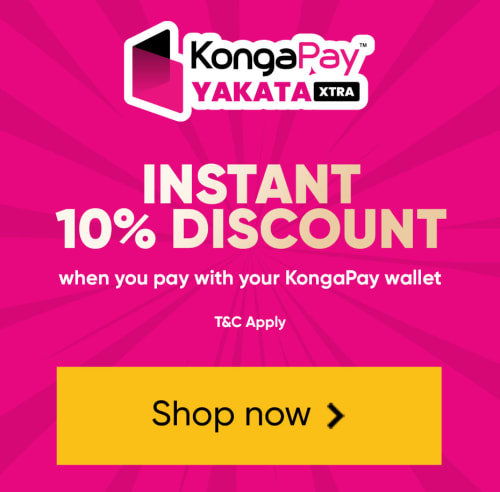 KongaPay™
YAKATA XTRA
INSTANT
10% DISCOUNT
when you pay with your KongaPay wallet
T&C Apply
Shop now